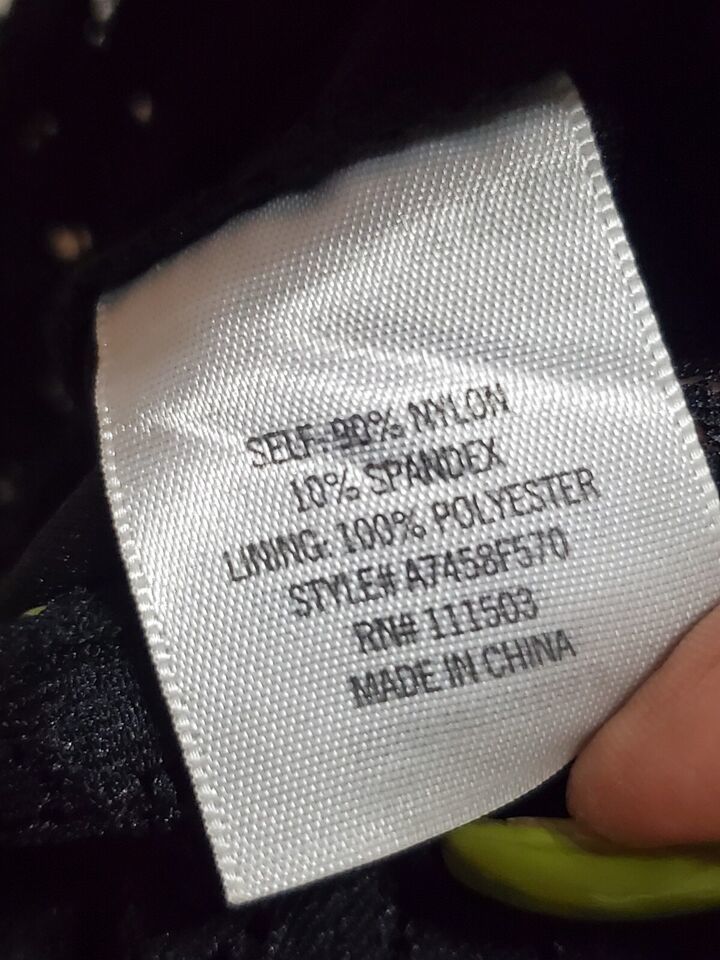 SELF: 90% NYLON
10% SPANDEX
LINING: 100% POLYESTER
STYLE# A7458F570
RN# 111503
MADE IN CHINA